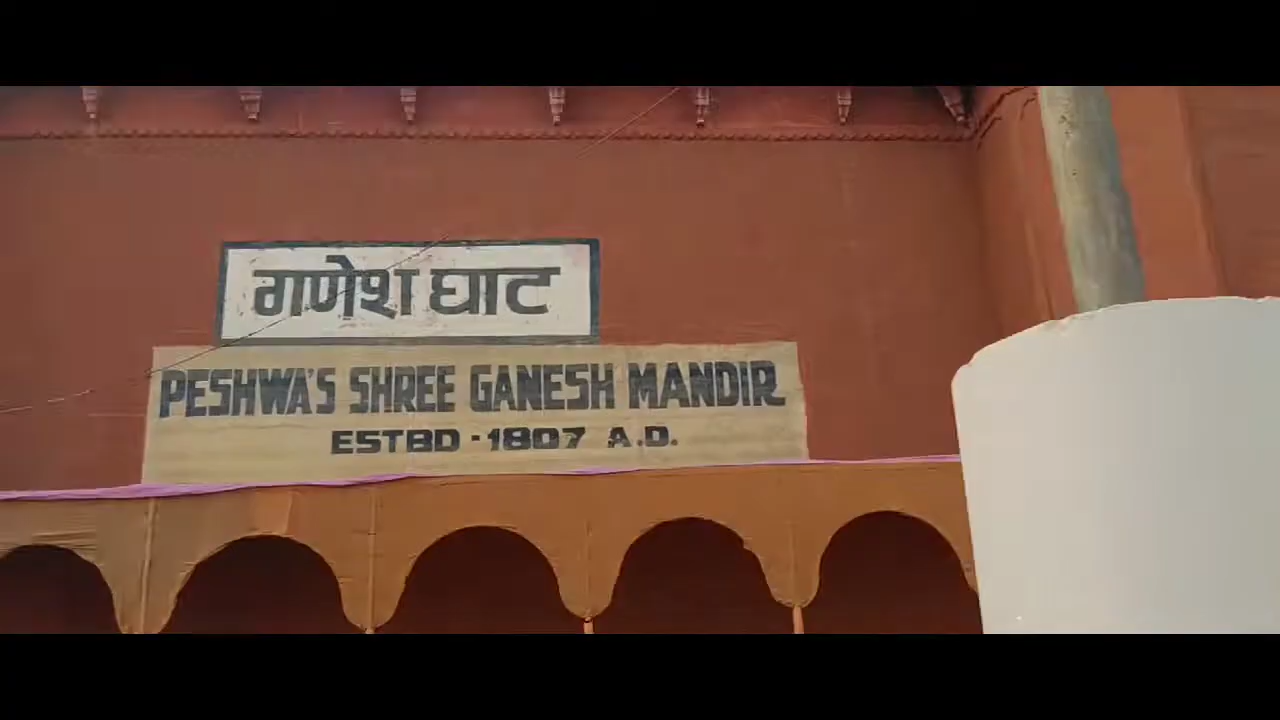 गणेश घाट
PESHWA'S SHREE GANESH MANDIR
ESTBD - 1807 A.D.